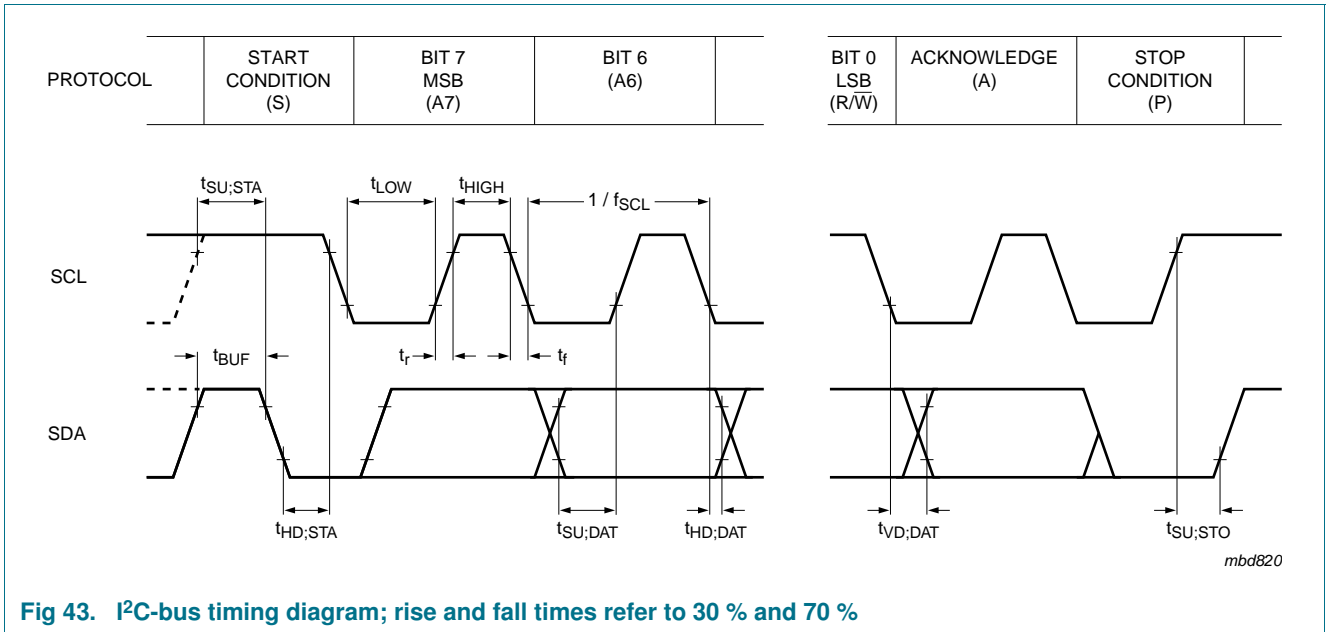 PROTOCOL
START CONDITION (S)
BIT 7 MSB (A7)
BIT 6 (A6)
BIT 0 LSB (R/W̅)
ACKNOWLEDGE (A)
STOP CONDITION (P)
tSU;STA
tLOW
tHIGH
1 / fSCL
SCL
tBUF
tr
tf
SDA
tHD;STA
tSU;DAT
tHD;DAT
tVD;DAT
tSU;STO
mbd820
Fig 43. I²C-bus timing diagram; rise and fall times refer to 30 % and 70 %